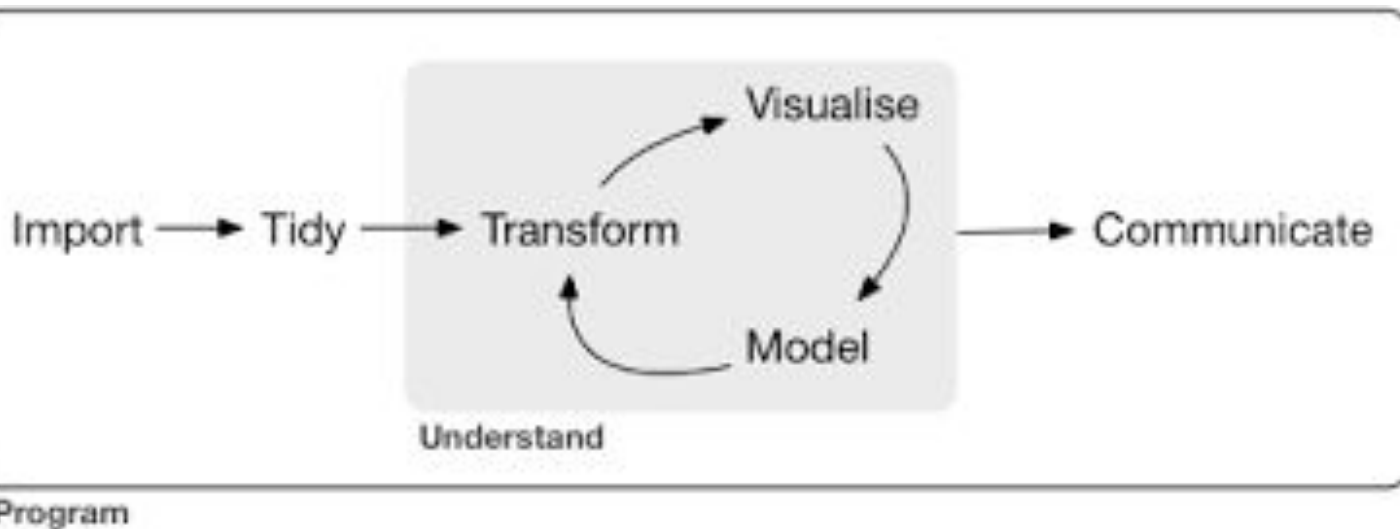 Visualise
Import Tidy Transform Communicate
Model
Understand
Program